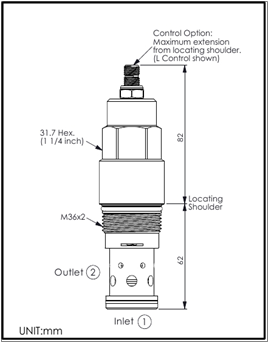 Control Option:
Maximum extension
from locating shoulder.
(L Control shown)
82
31.7 Hex.
(1 1/4 inch)
Locating
Shoulder
M36x2
62
Outlet 2
Inlet 1
UNIT:mm